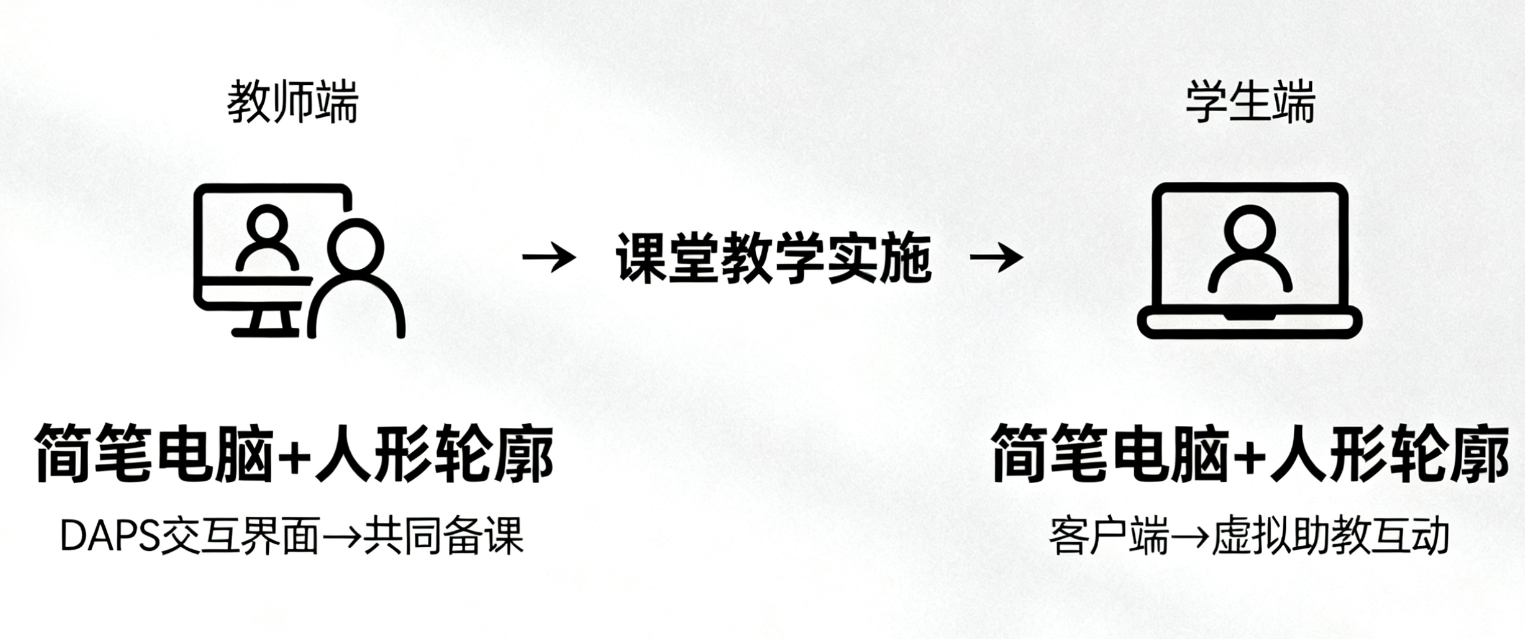 教师端
学生端
→ 课堂教学实施 →
简笔电脑+人形轮廓
简笔电脑+人形轮廓
DAPS交互界面→共同备课
客户端→虚拟助教互动